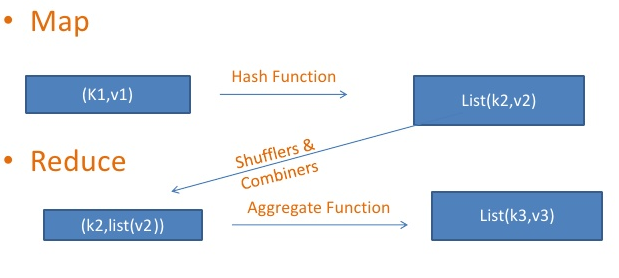 • Map
Hash Function
(K1,v1)
List(k2,v2)
• Reduce
Shufflers &
Combiners
Aggregate Function
(k2,list(v2))
List(k3,v3)